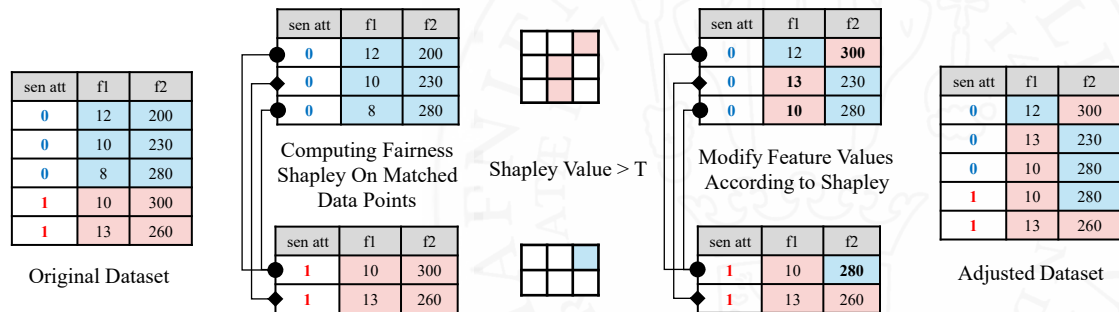 sen att f1 f2
0 12 200
0 10 230
0 8 280
1 10 300
1 13 260
Original Dataset
sen att f1 f2
0 12 200
0 10 230
0 8 280
Computing Fairness
Shapley On Matched
Data Points
sen att f1 f2
1 10 300
1 13 260
Shapley Value > T
sen att f1 f2
0 12 300
0 13 230
0 10 280
Modify Feature Values
According to Shapley
sen att f1 f2
1 10 280
1 13 260
sen att f1 f2
0 12 300
0 13 230
0 10 280
1 10 280
1 13 260
Adjusted Dataset